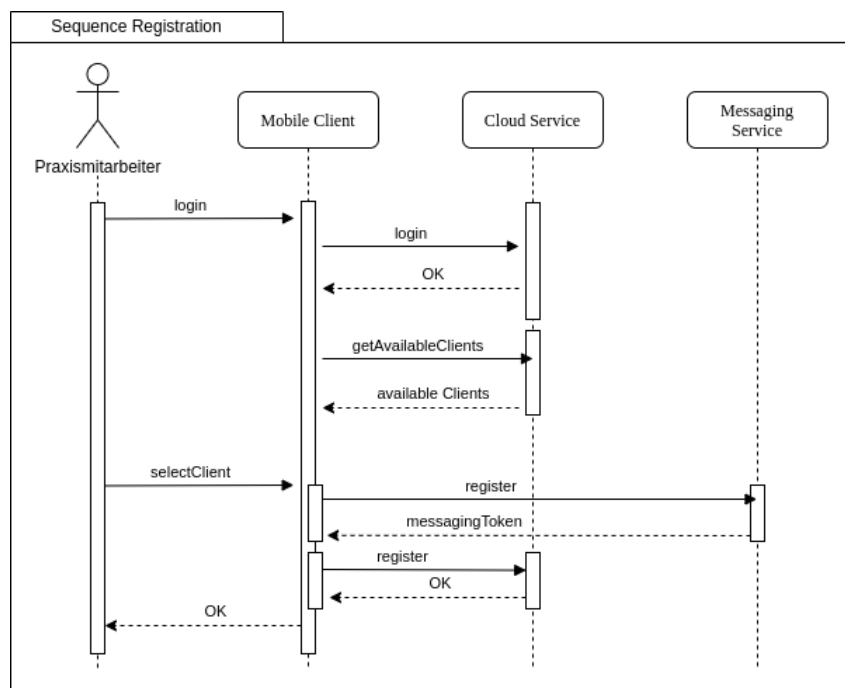 Sequence Registration
Praxismitarbeiter
Mobile Client
Cloud Service
Messaging
Service
login
login
OK
getAvailableClients
available Clients
selectClient
register
messagingToken
register
OK
OK